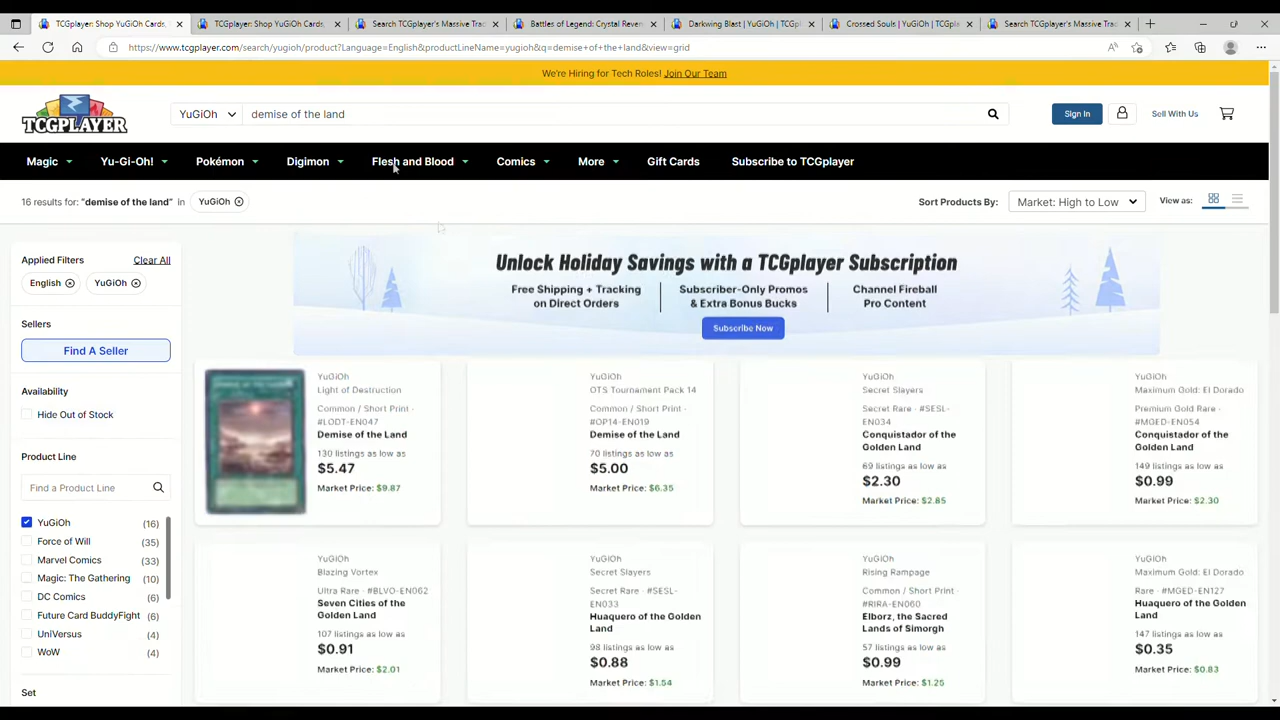 TCGplayer: Shop YuGiOh Cards,
TCGplayer: Shop YuGiOh Cards,
Search TCGplayer's Massive Tra
Battles of Legend: Crystal Reven
Darkwing Blast | YuGiOh | TCGpl
Crossed Souls | YuGiOh | TCGpla
Search TCGplayer's Massive Tra
https://www.tcgplayer.com/search/yugioh/product?Language=English&productLineName=yugioh&q=demise+of+the+land&view=grid
We're Hiring for Tech Roles! Join Our Team
TCGPLAYER
YuGiOh
demise of the land
Sign In
Sell With Us
Magic
Yu-Gi-Oh!
Pokémon
Digimon
Flesh and Blood
Comics
More
Gift Cards
Subscribe to TCGplayer
16 results for: "demise of the land" in
YuGiOh
Sort Products By:
Market: High to Low
View as:
Applied Filters
Clear All
English
YuGiOh
Sellers
Find A Seller
Availability
Hide Out of Stock
Product Line
Find a Product Line
YuGiOh (16)
Force of Will (35)
Marvel Comics (33)
Magic: The Gathering (10)
DC Comics (6)
Future Card BuddyFight (6)
UniVersus (4)
WoW (4)
Set
Unlock Holiday Savings with a TCGplayer Subscription
Free Shipping + Tracking
on Direct Orders
Subscriber-Only Promos
& Extra Bonus Bucks
Channel Fireball
Pro Content
Subscribe Now
YuGiOh
Light of Destruction
Common / Short Print ·
#LODT-EN047
Demise of the Land
130 listings as low as
$5.47
Market Price: $9.87
YuGiOh
OTS Tournament Pack 14
Common / Short Print ·
#OP14-EN019
Demise of the Land
70 listings as low as
$5.00
Market Price: $6.35
YuGiOh
Secret Slayers
Secret Rare · #SESL-
EN034
Conquistador of the
Golden Land
69 listings as low as
$2.30
Market Price: $2.85
YuGiOh
Maximum Gold: El Dorado
Premium Gold Rare ·
#MGED-EN054
Conquistador of the
Golden Land
149 listings as low as
$0.99
Market Price: $2.30
YuGiOh
Blazing Vortex
Ultra Rare · #BLVO-EN062
Seven Cities of the
Golden Land
107 listings as low as
$0.91
Market Price: $2.01
YuGiOh
Secret Slayers
Secret Rare · #SESL-
EN033
Huaquero of the Golden
Land
98 listings as low as
$0.88
Market Price: $1.54
YuGiOh
Rising Rampage
Common / Short Print ·
#RIRA-EN060
Elborz, the Sacred
Lands of Simorgh
57 listings as low as
$0.99
Market Price: $1.25
YuGiOh
Maximum Gold: El Dorado
Rare · #MGED-EN127
Huaquero of the Golden
Land
147 listings as low as
$0.35
Market Price: $0.83